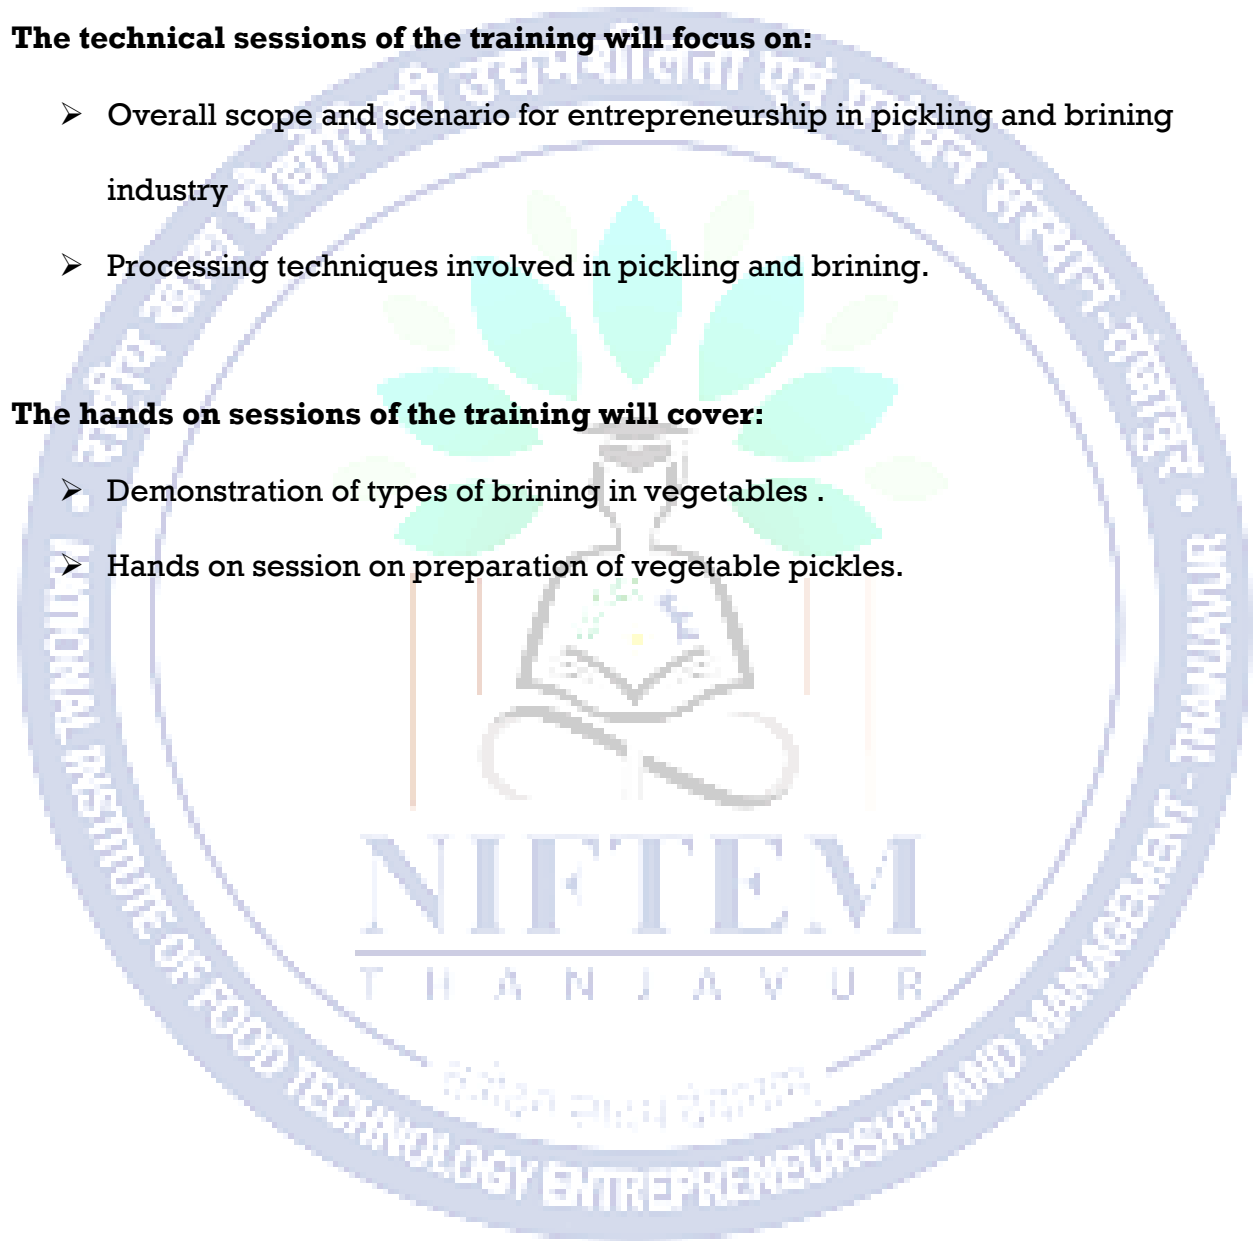 The technical sessions of the training will focus on:
➢ Overall scope and scenario for entrepreneurship in pickling and brining
industry
➢ Processing techniques involved in pickling and brining.
The hands on sessions of the training will cover:
➢ Demonstration of types of brining in vegetables .
➢ Hands on session on preparation of vegetable pickles.
NIFTEM
THANJAVUR
NATIONAL INSTITUTE OF FOOD TECHNOLOGY ENTREPRENEURSHIP AND MANAGEMENT - THANJAVUR